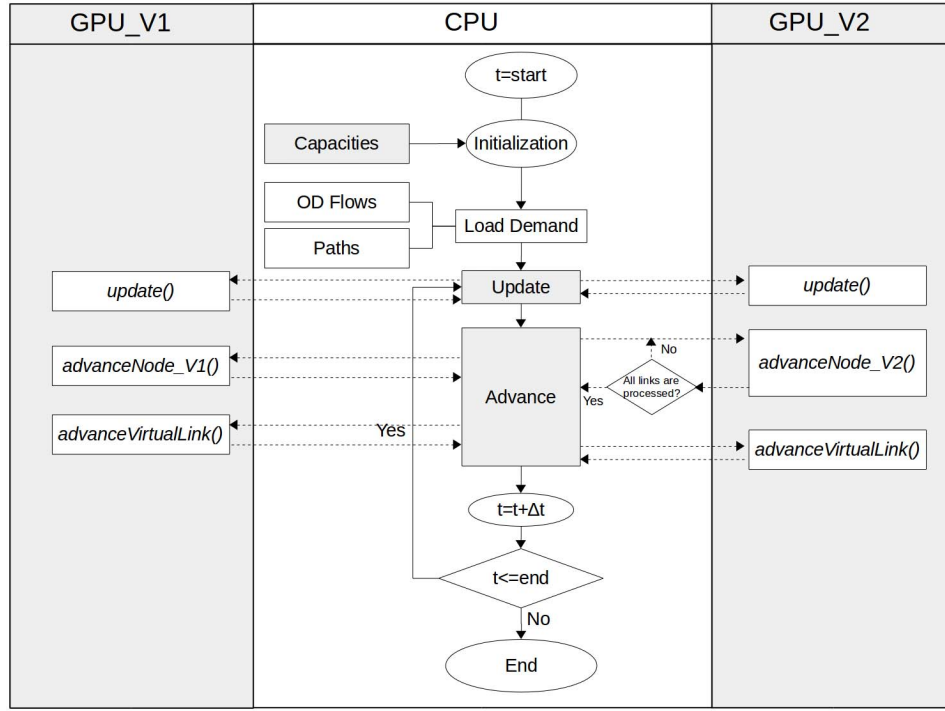 GPU_V1
CPU
GPU_V2
t=start
Capacities
Initialization
OD Flows
Load Demand
Paths
update()
Update
update()
advanceNode_V1()
No
advanceNode_V2()
All links are
processed?
Advance
Yes
Yes
advanceVirtualLink()
advanceVirtualLink()
t=t+Δt
t<=end
No
End